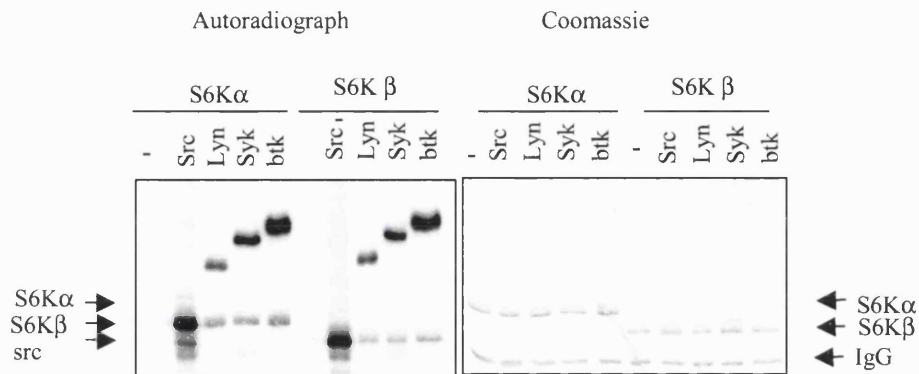 Autoradiograph Coomassie
S6Kα S6K β S6Kα S6K β
- Src Lyn Syk btk Src - Lyn Syk btk - Src Lyn Syk btk - Src Lyn Syk btk
S6Kα S6Kα
S6Kβ S6Kβ
src IgG